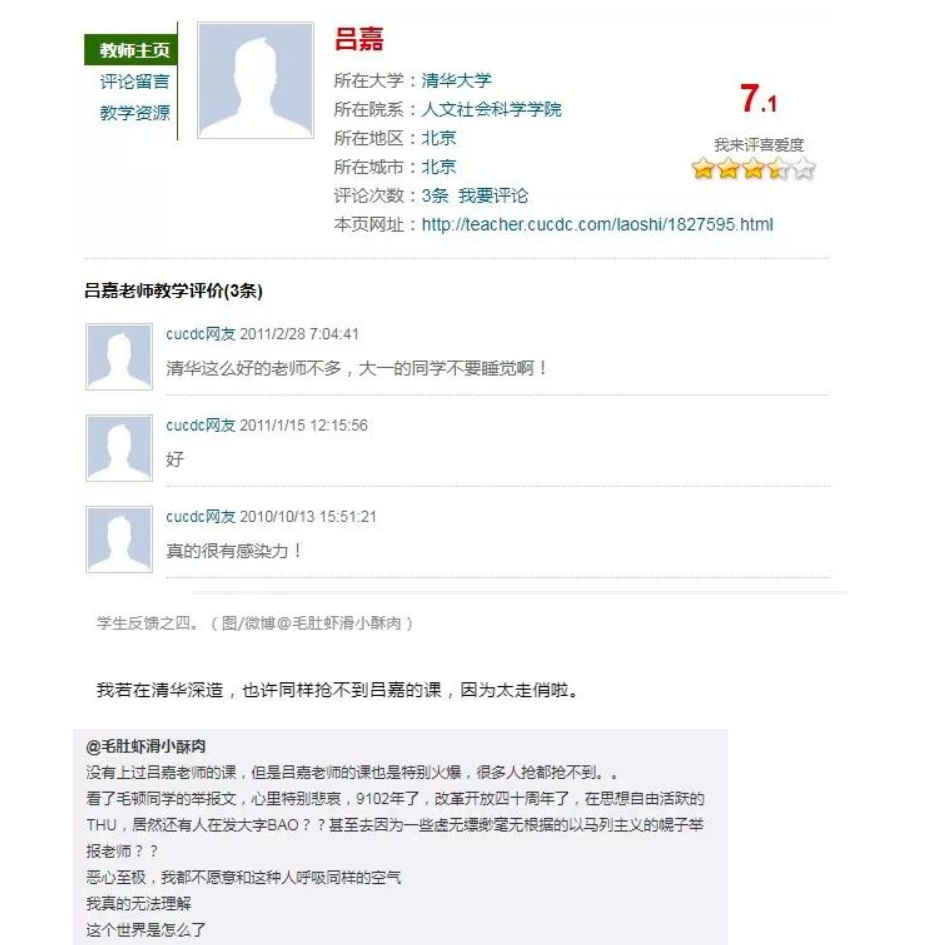 教师主页
评论留言
教学资源
吕嘉
所在大学：清华大学
所在院系：人文社会科学学院
所在地区：北京
所在城市：北京
评论次数：3条 我要评论
本页网址：http://teacher.cucdc.com/laoshi/1827595.html
7.1
我来评喜爱度
吕嘉老师教学评价(3条)
cucdc网友 2011/2/28 7:04:41
清华这么好的老师不多，大一的同学不要睡觉啊！
cucdc网友 2011/1/15 12:15:56
好
cucdc网友 2010/10/13 15:51:21
真的很有感染力！
学生反馈之四。（图/微博@毛肚虾滑小酥肉）
我若在清华深造，也许同样抢不到吕嘉的课，因为太走俏啦。
@毛肚虾滑小酥肉
没有上过吕嘉老师的课，但是吕嘉老师的课也是特别火爆，很多人抢都抢不到。。
看了毛顿同学的举报文，心里特别悲哀，9102年了，改革开放四十周年了，在思想自由活跃的
THU，居然还有人在发大字BAO？？甚至去因为一些虚无缥缈毫无根据的以马列主义的幌子举
报老师？？
恶心至极，我都不愿意和这种人呼吸同样的空气
我真的无法理解
这个世界是怎么了